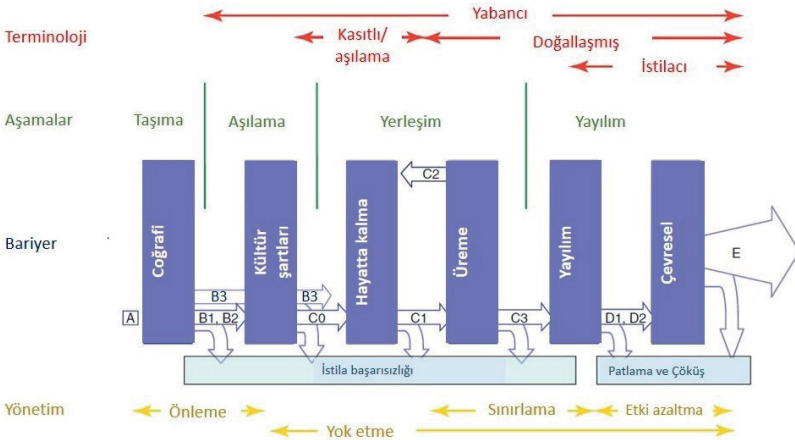 Yabancı
Terminoloji
Kasıtlı/
aşılama
Doğallaşmış
İstilacı
Aşamalar
Taşıma
Aşılama
Yerleşim
Yayılım
Bariyer
Coğrafi
Kültür
şartları
Hayatta kalma
Üreme
Yayılım
Çevresel
C2
E
B3
B3
A
B1, B2
C0
C1
C3
D1, D2
İstila başarısızlığı
Patlama ve Çöküş
Yönetim
Önleme
Sınırlama
Etki azaltma
Yok etme